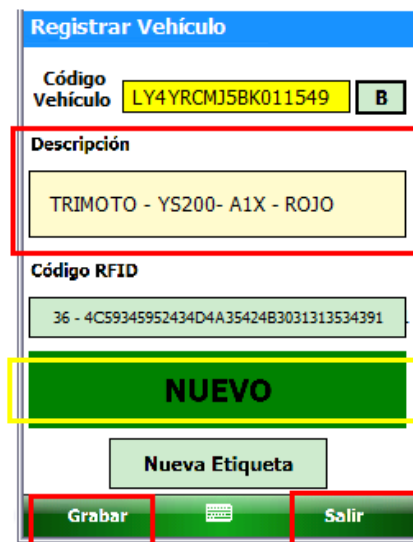 Registrar Vehículo
Código
Vehículo LY4YRCMJ5BK011549 B
Descripción
TRIMOTO - YS200- A1X - ROJO
Código RFID
36 - 4C59345952434D4A35424B3031313534391
NUEVO
Nueva Etiqueta
Grabar Salir